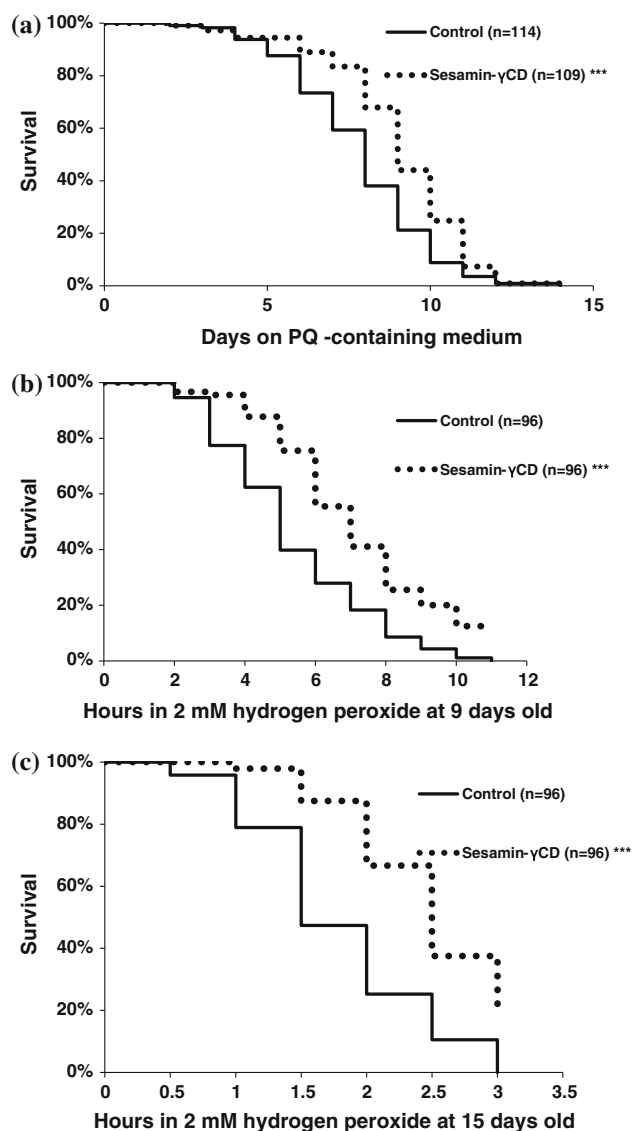 (a)
100%
80%
60%
40%
20%
0%
Survival
Control (n=114)
Sesamin-γCD (n=109) ***
0 5 10 15
Days on PQ -containing medium
(b)
100%
80%
60%
40%
20%
0%
Survival
Control (n=96)
Sesamin-γCD (n=96) ***
0 2 4 6 8 10 12
Hours in 2 mM hydrogen peroxide at 9 days old
(c)
100%
80%
60%
40%
20%
0%
Survival
Control (n=96)
Sesamin-γCD (n=96) ***
0 0.5 1 1.5 2 2.5 3 3.5
Hours in 2 mM hydrogen peroxide at 15 days old